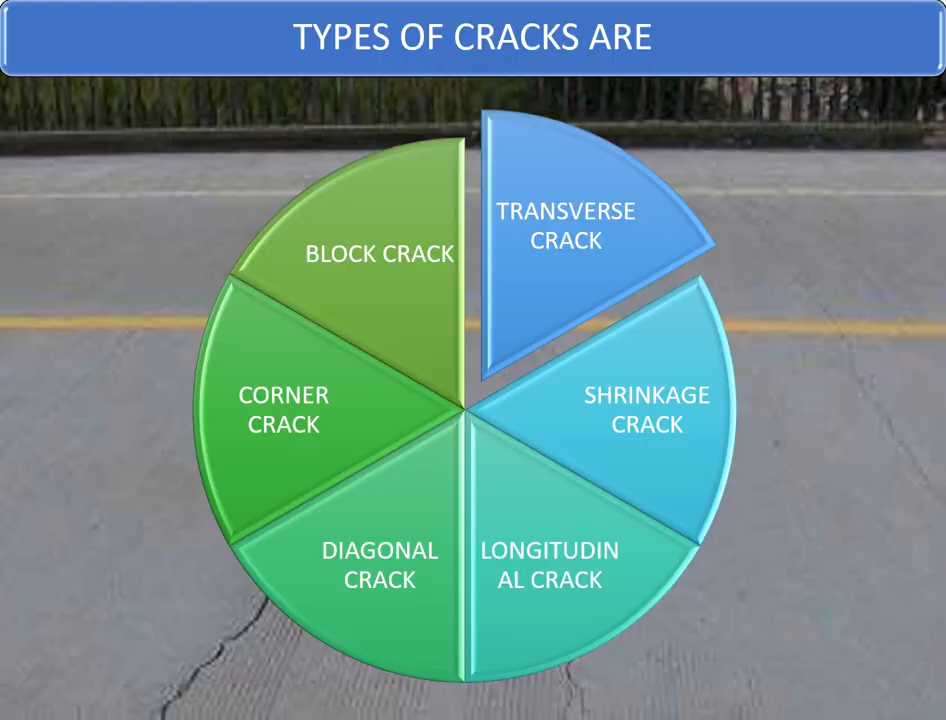 TYPES OF CRACKS ARE
TRANSVERSE
CRACK
SHRINKAGE
CRACK
LONGITUDIN
AL CRACK
DIAGONAL
CRACK
CORNER
CRACK
BLOCK CRACK